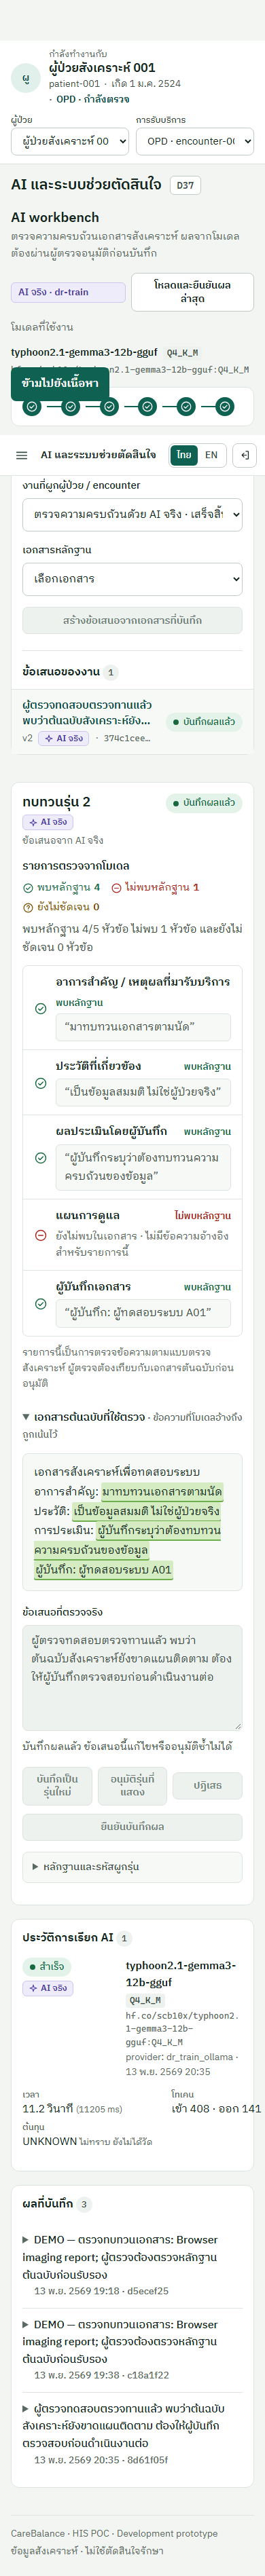 กำลังทำงานกับ
ผู้
ผู้ป่วยสังเคราะห์ 001
patient-001 · เกิด 1 ม.ค. 2524
· OPD · กำลังตรวจ
ผู้ป่วย
การรับบริการ
ผู้ป่วยสังเคราะห์ 00
OPD · encounter-00
AI และระบบช่วยตัดสินใจ D37
AI workbench
ตรวจความครบถ้วนเอกสารสังเคราะห์ ผลจากโมเดล
ต้องผ่านผู้ตรวจอนุมัติก่อนบันทึก
AI จริง · dr-train
โหลดและยืนยันผล
ล่าสุด
โมเดลที่ใช้งาน
typhoon2.1-gemma3-12b-gguf Q4_K_M
ข้ามไปยังเนื้อหา
AI และระบบช่วยตัดสินใจ
ไทย EN
งานที่ผูกผู้ป่วย / encounter
ตรวจความครบถ้วนด้วย AI จริง · เสร็จสิ้
เอกสารหลักฐาน
เลือกเอกสาร
สร้างข้อเสนอจากเอกสารที่บันทึก
ข้อเสนอของงาน 1
ผู้ตรวจทดสอบตรวจทานแล้ว
พบว่าต้นฉบับสังเคราะห์ยัง…
บันทึกผลแล้ว
v2 AI จริง · 374c1cee…
ทบทวนรุ่น 2
บันทึกผลแล้ว
AI จริง
ข้อเสนอจาก AI จริง
รายการตรวจจากโมเดล
พบหลักฐาน 4 ไม่พบหลักฐาน 1
ยังไม่ชัดเจน 0
พบหลักฐาน 4/5 หัวข้อ ไม่พบ 1 หัวข้อ และยังไม่
ชัดเจน 0 หัวข้อ
อาการสำคัญ / เหตุผลที่มารับบริการ
พบหลักฐาน
“มาทบทวนเอกสารตามนัด”
ประวัติที่เกี่ยวข้อง พบหลักฐาน
“เป็นข้อมูลสมมติ ไม่ใช่ผู้ป่วยจริง”
ผลประเมินโดยผู้บันทึก พบหลักฐาน
“ผู้บันทึกระบุว่าต้องทบทวนความ
ครบถ้วนของข้อมูล”
แผนการดูแล ไม่พบหลักฐาน
ยังไม่พบในเอกสาร · ไม่มีข้อความอ้างอิง
สำหรับรายการนี้
ผู้บันทึกเอกสาร พบหลักฐาน
“ผู้บันทึก: ผู้ทดสอบระบบ A01”
รายการนี้เป็นการตรวจข้อความตามแบบตรวจ
สังเคราะห์ ผู้ตรวจต้องเทียบกับเอกสารต้นฉบับก่อน
อนุมัติ
เอกสารต้นฉบับที่ใช้ตรวจ · ข้อความที่โมเดลอ้างถึง
ถูกเน้นไว้
เอกสารสังเคราะห์เพื่อทดสอบระบบ
อาการสำคัญ: มาทบทวนเอกสารตามนัด
ประวัติ: เป็นข้อมูลสมมติ ไม่ใช่ผู้ป่วยจริง
การประเมิน: ผู้บันทึกระบุว่าต้องทบทวน
ความครบถ้วนของข้อมูล
ผู้บันทึก: ผู้ทดสอบระบบ A01
ข้อเสนอที่ตรวจจริง
ผู้ตรวจทดสอบตรวจทานแล้ว พบว่า
ต้นฉบับสังเคราะห์ยังขาดแผนติดตาม ต้อง
ให้ผู้บันทึกตรวจสอบก่อนดำเนินงานต่อ
บันทึกผลแล้ว ข้อเสนอนี้แก้ไขหรืออนุมัติซ้ำไม่ได้
บันทึกเป็น
รุ่นใหม่
อนุมัติรุ่นที่
แสดง
ปฏิเสธ
ยืนยันบันทึกผล
หลักฐานและรหัสผูกรุ่น
ประวัติการเรียก AI 1
สำเร็จ
AI จริง
typhoon2.1-gemma3-
12b-gguf
Q4_K_M
hf.co/scb10x/typhoon2.
1-gemma3-12b-
gguf:Q4_K_M
provider: dr_train_ollama ·
13 พ.ย. 2569 20:35
เวลา
11.2 วินาที (11205 ms)
โทเคน
เข้า 408 · ออก 141
ต้นทุน
UNKNOWN ไม่ทราบ ยังไม่ได้วัด
ผลที่บันทึก 3
DEMO — ตรวจทบทวนเอกสาร: Browser
imaging report; ผู้ตรวจต้องตรวจหลักฐาน
ต้นฉบับก่อนรับรอง
13 พ.ย. 2569 19:18 · d5ecef25
DEMO — ตรวจทบทวนเอกสาร: Browser
imaging report; ผู้ตรวจต้องตรวจหลักฐาน
ต้นฉบับก่อนรับรอง
13 พ.ย. 2569 19:38 · c18a1f22
ผู้ตรวจทดสอบตรวจทานแล้ว พบว่าต้นฉบับ
สังเคราะห์ยังขาดแผนติดตาม ต้องให้ผู้บันทึก
ตรวจสอบก่อนดำเนินงานต่อ
13 พ.ย. 2569 20:35 · 8d61f05f
CareBalance · HIS POC · Development prototype
ข้อมูลสังเคราะห์ · ไม่ใช้ตัดสินใจรักษา